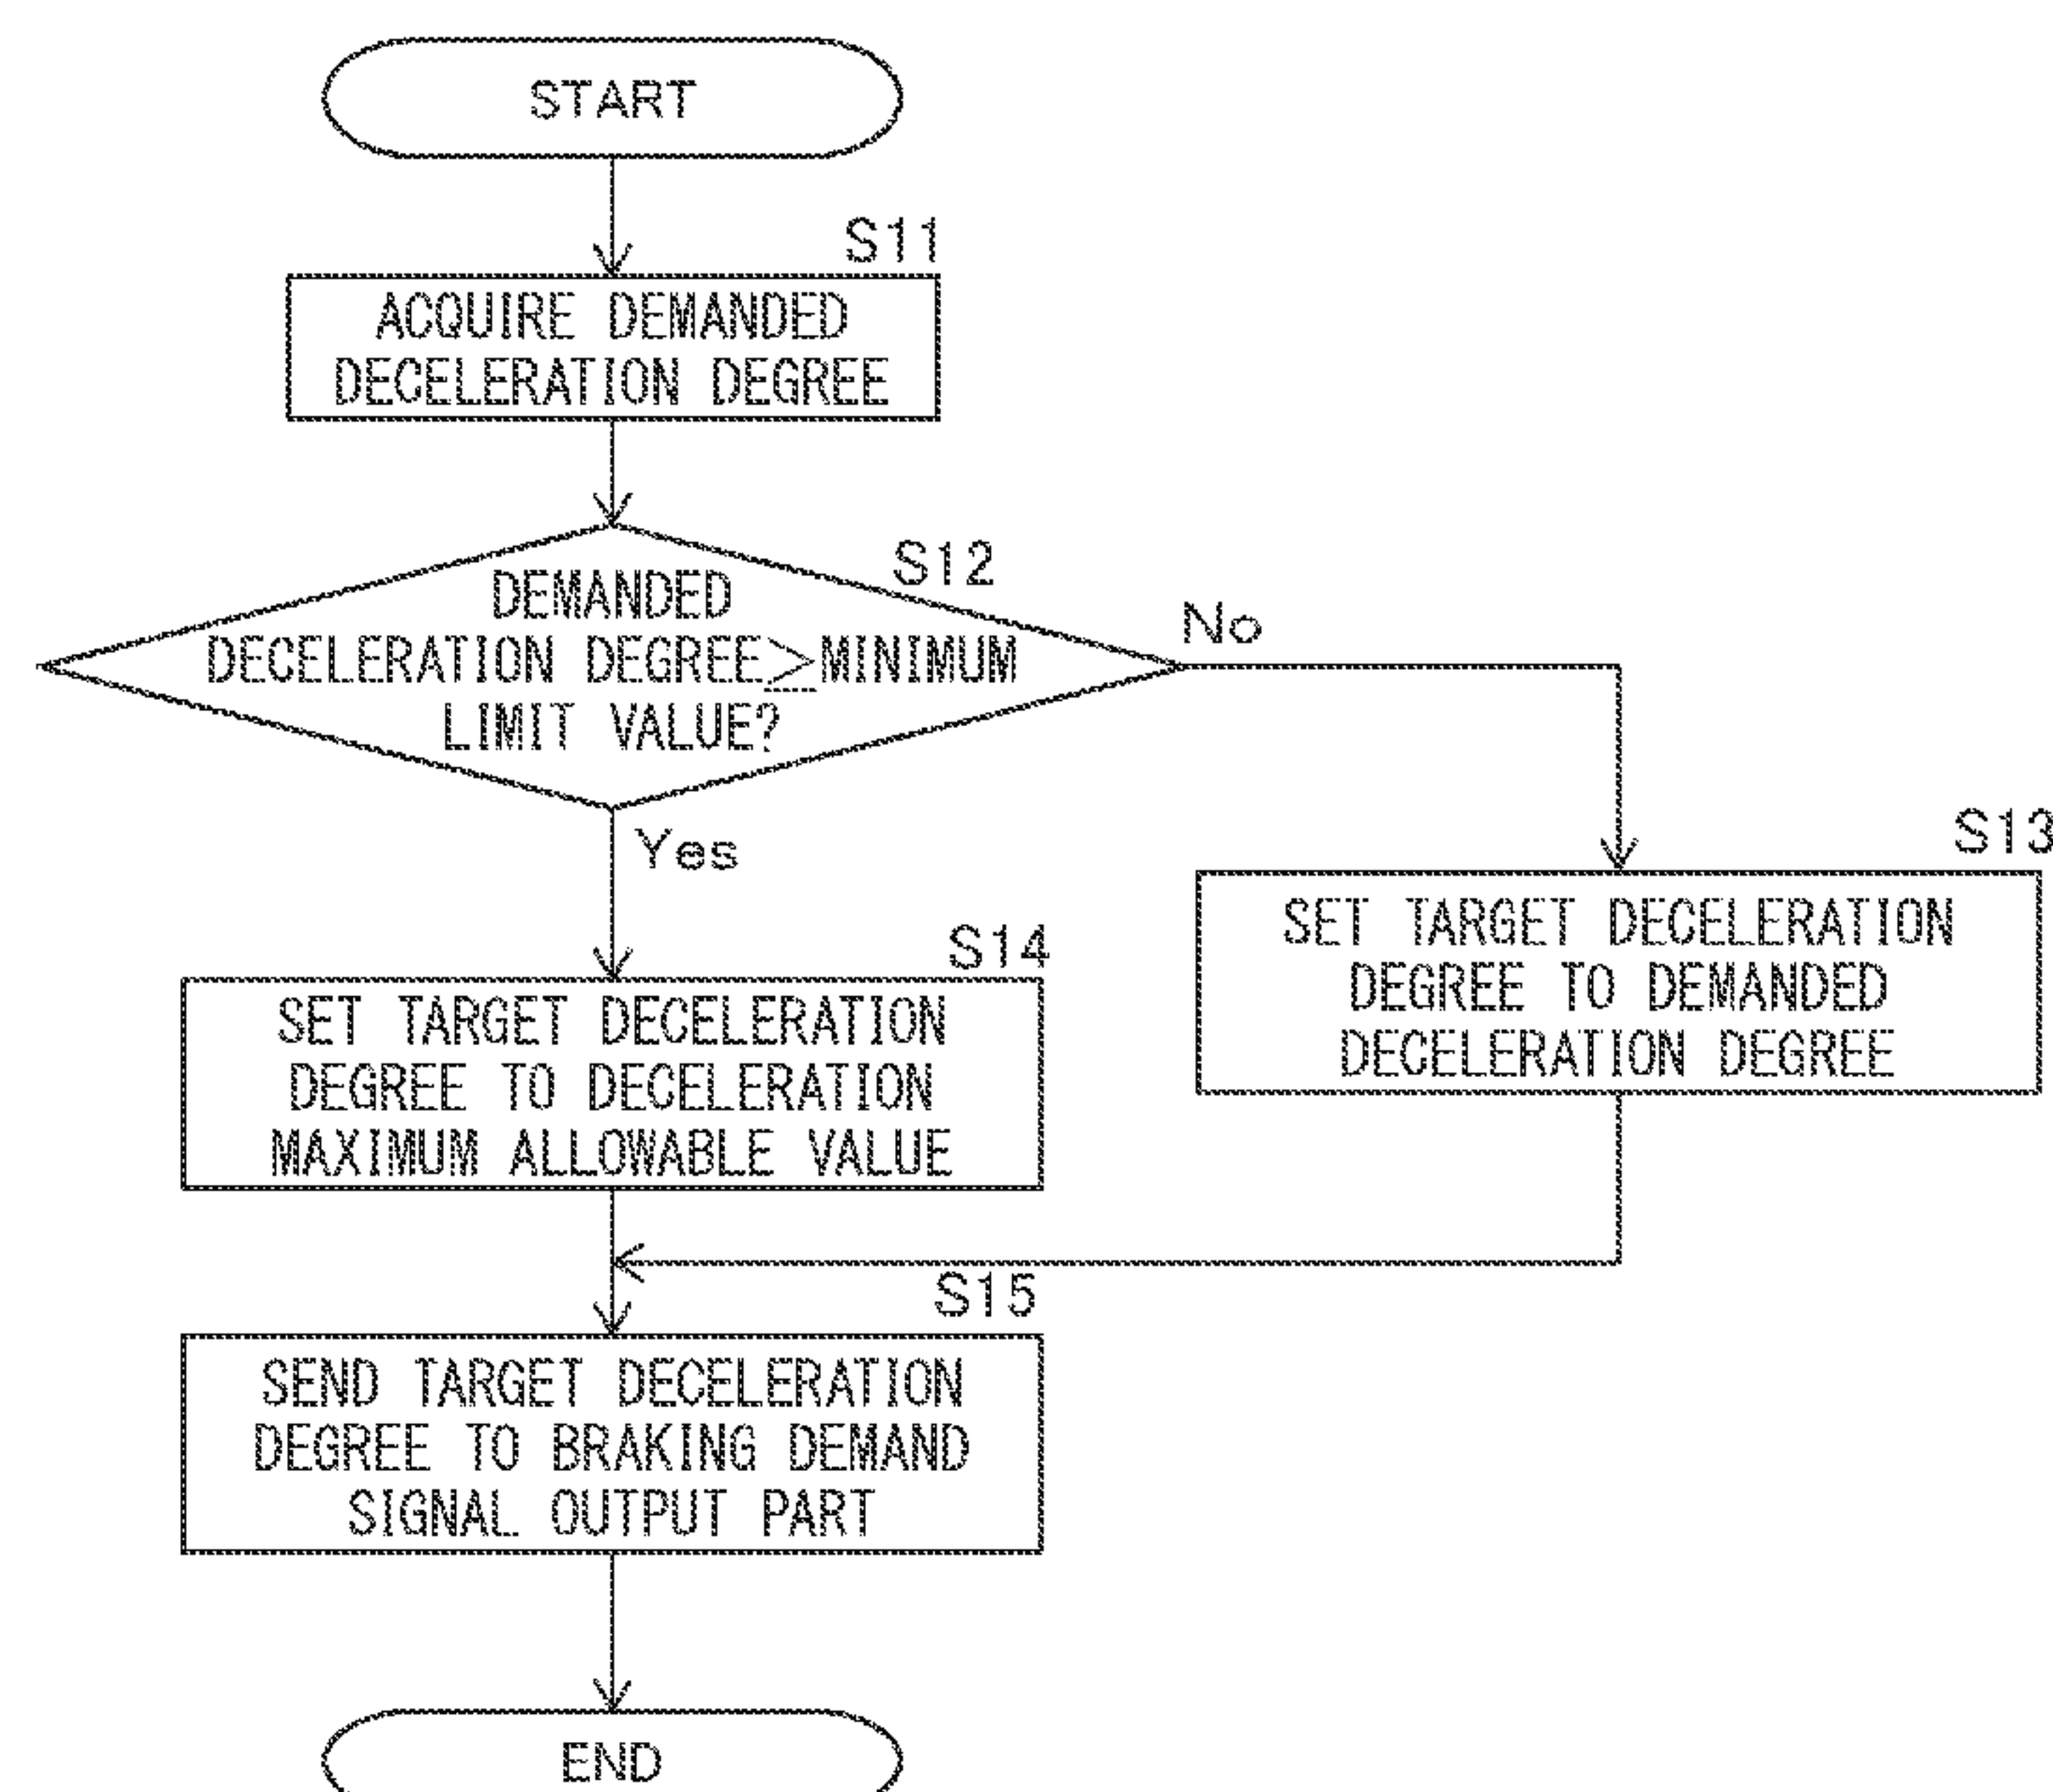 START
S11
ACQUIRE DEMANDED
DECELERATION DEGREE
S12
DEMANDED
DECELERATION DEGREE≥MINIMUM
LIMIT VALUE?
No
Yes
S13
SET TARGET DECELERATION
DEGREE TO DEMANDED
DECELERATION DEGREE
S14
SET TARGET DECELERATION
DEGREE TO DECELERATION
MAXIMUM ALLOWABLE VALUE
S15
SEND TARGET DECELERATION
DEGREE TO BRAKING DEMAND
SIGNAL OUTPUT PART
END